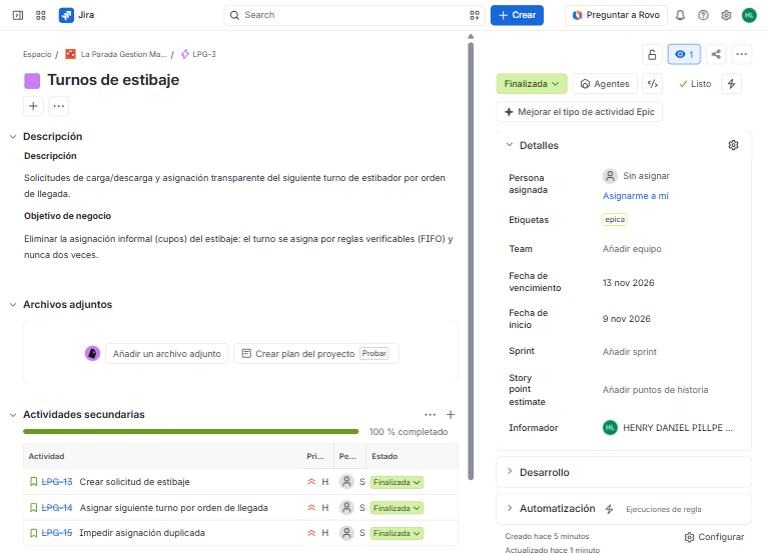 Jira
Search
Crear
Preguntar a Rovo
HL
Espacio / La Parada Gestion Ma... / LPG-3
1
Turnos de estibaje
Finalizada
Agentes
Listo
Mejorar el tipo de actividad Epic
Descripción
Descripción
Solicitudes de carga/descarga y asignación transparente del siguiente turno de estibador por orden
de llegada.
Objetivo de negocio
Eliminar la asignación informal (cupos) del estibaje: el turno se asigna por reglas verificables (FIFO) y
nunca dos veces.
Archivos adjuntos
Añadir un archivo adjunto
Crear plan del proyecto
Probar
Actividades secundarias
100 % completado
Actividad Pri... Pe... Estado
LPG-13 Crear solicitud de estibaje H S Finalizada
LPG-14 Asignar siguiente turno por orden de llegada H S Finalizada
LPG-15 Impedir asignación duplicada H S Finalizada
Detalles
Persona
asignada
Sin asignar
Asignarme a mí
Etiquetas
epica
Team
Añadir equipo
Fecha de
vencimiento
13 nov 2026
Fecha de
inicio
9 nov 2026
Sprint
Añadir sprint
Story
point
estimate
Añadir puntos de historia
Informador
HL HENRY DANIEL PILLPE ...
Desarrollo
Automatización Ejecuciones de regla
Creado hace 5 minutos
Configurar
Actualizado hace 1 minuto